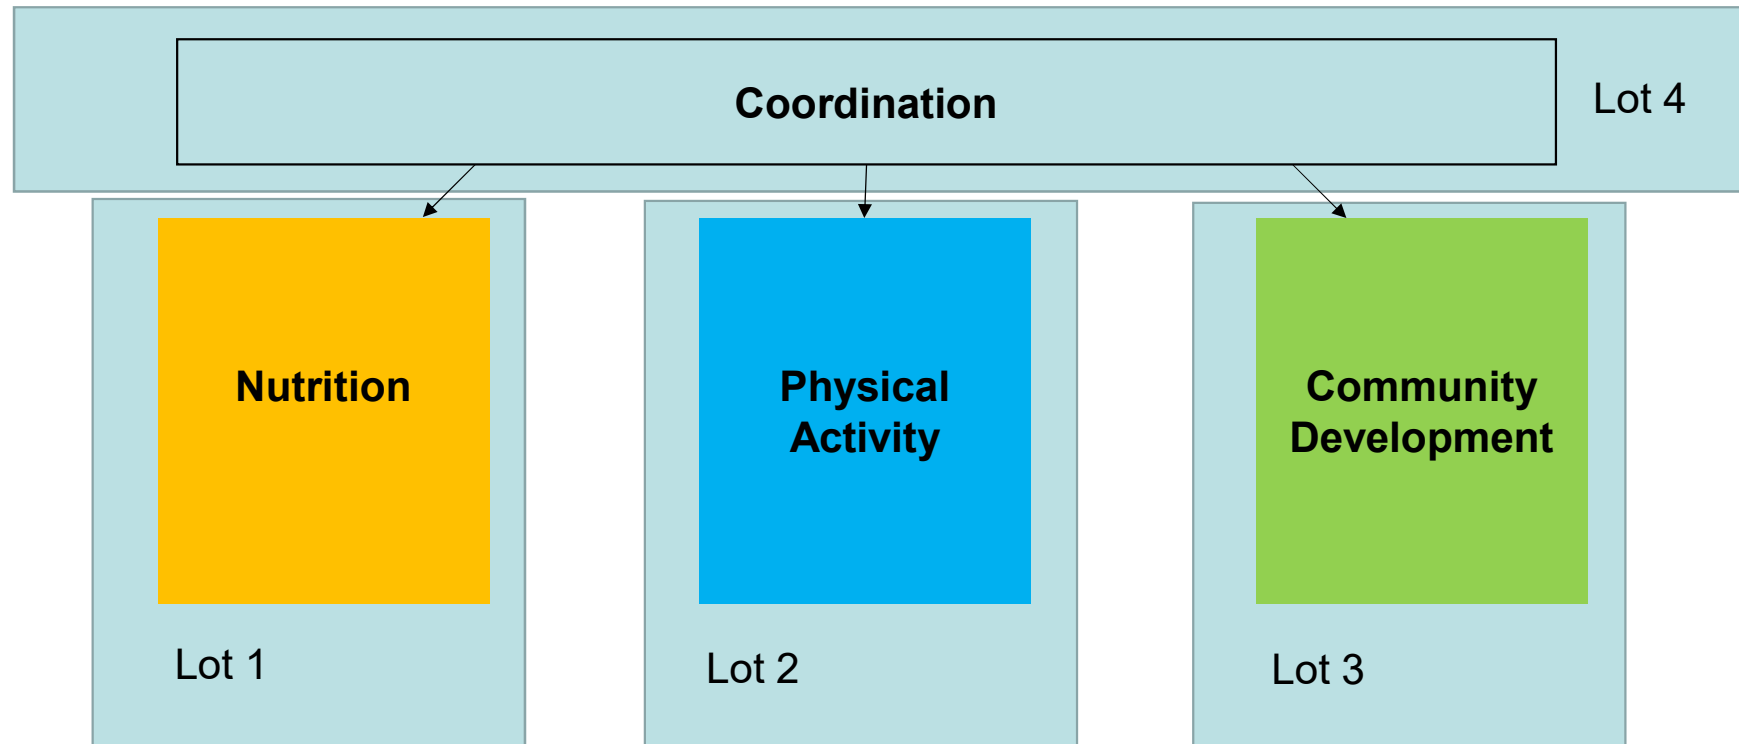 Coordination
Lot 4
Nutrition
Physical
Activity
Community
Development
Lot 1
Lot 2
Lot 3